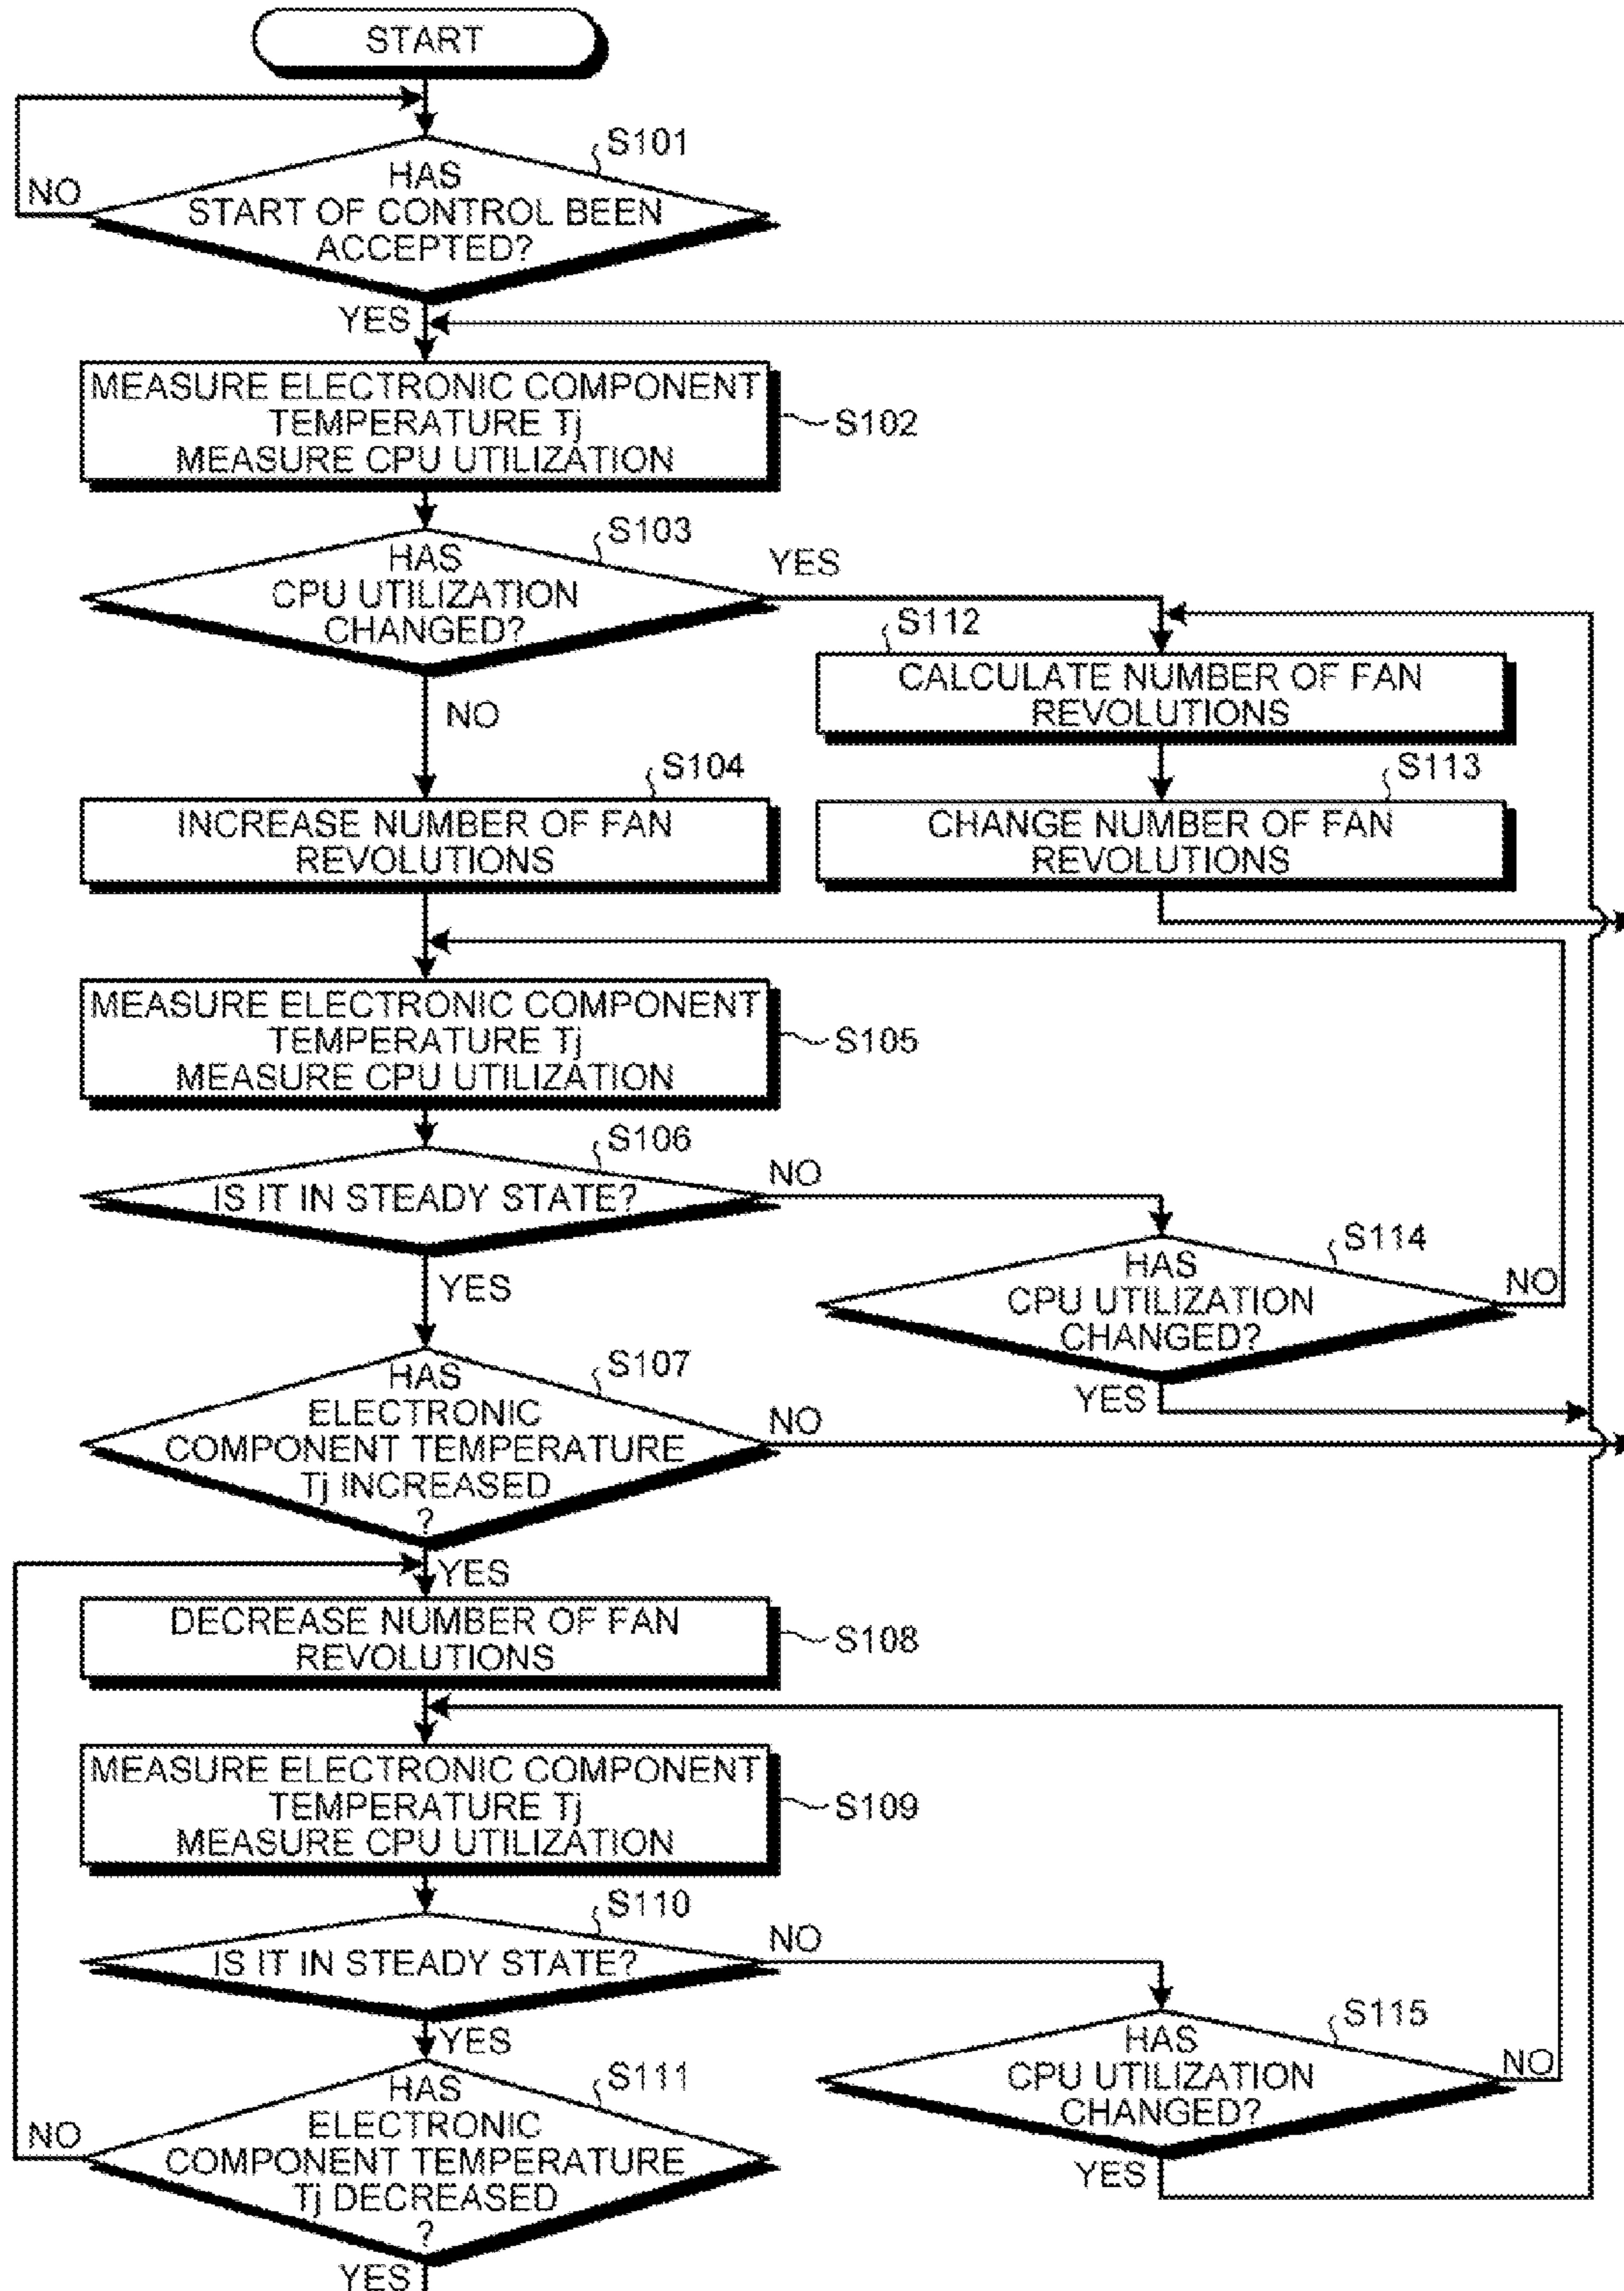 START
S101
HAS
START OF CONTROL BEEN
ACCEPTED?
NO
YES
MEASURE ELECTRONIC COMPONENT
TEMPERATURE Tj
MEASURE CPU UTILIZATION
S102
S103
HAS
CPU UTILIZATION
CHANGED?
YES
NO
S112
CALCULATE NUMBER OF FAN
REVOLUTIONS
S104
INCREASE NUMBER OF FAN
REVOLUTIONS
S113
CHANGE NUMBER OF FAN
REVOLUTIONS
MEASURE ELECTRONIC COMPONENT
TEMPERATURE Tj
MEASURE CPU UTILIZATION
S105
S106
IS IT IN STEADY STATE?
NO
YES
S114
HAS
CPU UTILIZATION
CHANGED?
NO
YES
S107
HAS
ELECTRONIC
COMPONENT TEMPERATURE
Tj INCREASED
?
NO
YES
DECREASE NUMBER OF FAN
REVOLUTIONS
S108
MEASURE ELECTRONIC COMPONENT
TEMPERATURE Tj
MEASURE CPU UTILIZATION
S109
S110
IS IT IN STEADY STATE?
NO
YES
S115
HAS
CPU UTILIZATION
CHANGED?
NO
YES
S111
HAS
ELECTRONIC
COMPONENT TEMPERATURE
Tj DECREASED
?
NO
YES